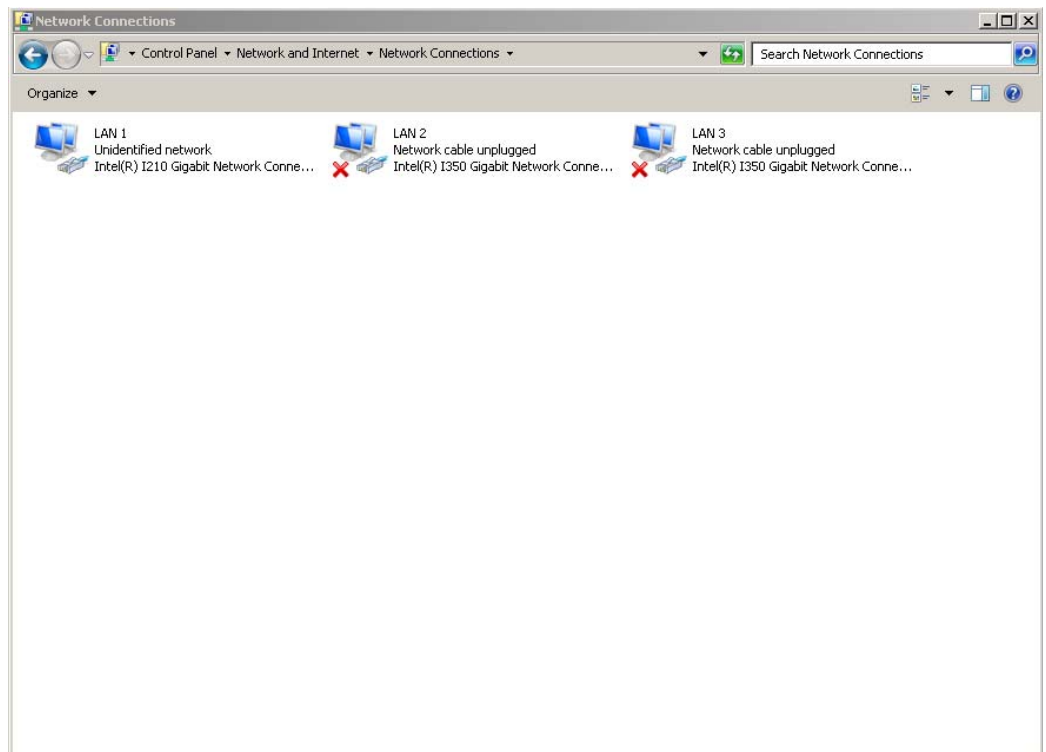 Network Connections
Control Panel Network and Internet Network Connections
Search Network Connections
Organize
LAN 1
Unidentified network
Intel(R) I210 Gigabit Network Conne...
LAN 2
Network cable unplugged
Intel(R) I350 Gigabit Network Conne...
LAN 3
Network cable unplugged
Intel(R) I350 Gigabit Network Conne...